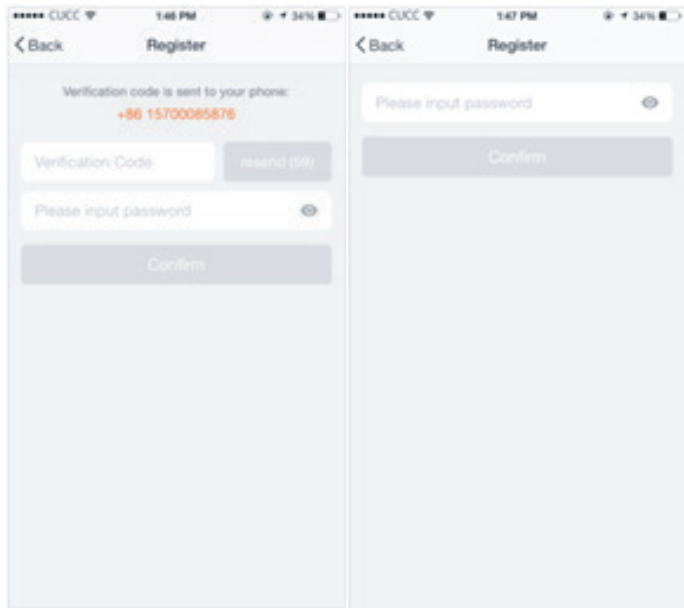 CUCC 1:46 PM 34%
Back Register
Verification code is sent to your phone:
+86 15700085876
Verification Code resend (59)
Please input password
Confirm
CUCC 1:47 PM 34%
Back Register
Please input password
Confirm